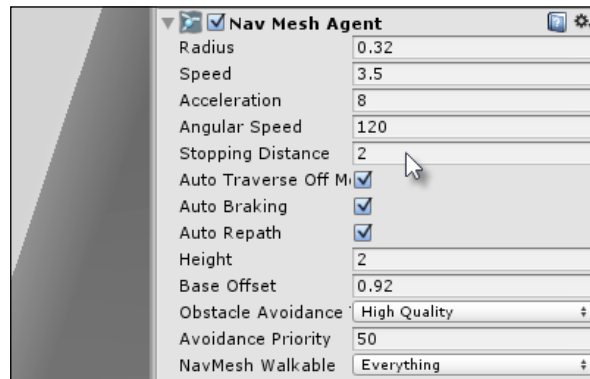 Nav Mesh Agent
Radius 0.32
Speed 3.5
Acceleration 8
Angular Speed 120
Stopping Distance 2
Auto Traverse Off M
Auto Braking
Auto Repath
Height 2
Base Offset 0.92
Obstacle Avoidance High Quality
Avoidance Priority 50
NavMesh Walkable Everything